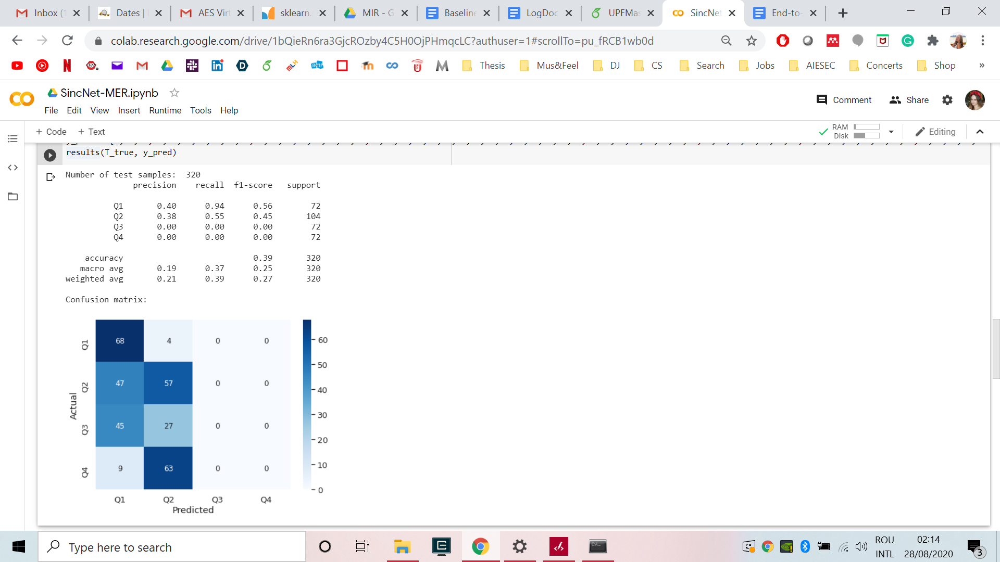 Inbox (1
Dates |
AES Virt
sklearn.
MIR - G
Baseline
LogDoc
UPFMas
SincNet
End-to-
colab.research.google.com/drive/1bQieRn6ra3GjcROzby4C5H0OjPHmqcLC?authuser=1#scrollTo=pu_fRCB1wb0d
Thesis
Mus&Feel
DJ
CS
Search
Jobs
AIESEC
Concerts
Shop
»
SincNet-MER.ipynb
Comment
Share
File Edit View Insert Runtime Tools Help
+ Code + Text
RAM
Disk
Editing
results(T_true, y_pred)
Number of test samples: 320
precision recall f1-score support
Q1 0.40 0.94 0.56 72
Q2 0.38 0.55 0.45 104
Q3 0.00 0.00 0.00 72
Q4 0.00 0.00 0.00 72
accuracy 0.39 320
macro avg 0.19 0.37 0.25 320
weighted avg 0.21 0.39 0.27 320
Confusion matrix:
Actual
Q1 68 4 0 0
Q2 47 57 0 0
Q3 45 27 0 0
Q4 9 63 0 0
Q1 Q2 Q3 Q4
Predicted
60
50
40
30
20
10
0
Type here to search
ROU
INTL
02:14
28/08/2020
3